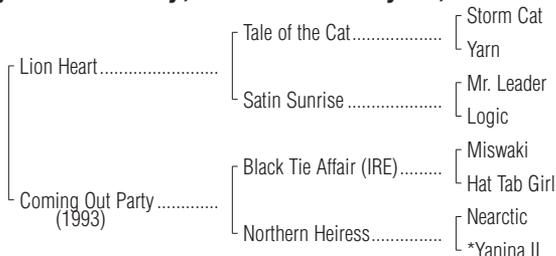 Storm Cat
Tale of the Cat...................
Yarn
Lion Heart.........................
Mr. Leader
Satin Sunrise ....................
Logic
Miswaki
Black Tie Affair (IRE).........
Hat Tab Girl
Coming Out Party .............
(1993)
Nearctic
Northern Heiress...............
*Yanina II